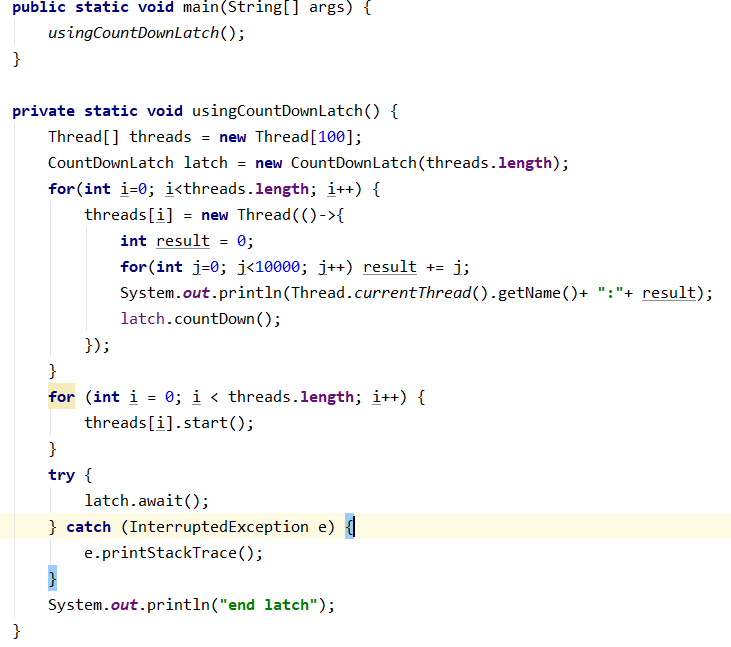 public static void main(String[] args) {
    usingCountDownLatch();
}

private static void usingCountDownLatch() {
    Thread[] threads = new Thread[100];
    CountDownLatch latch = new CountDownLatch(threads.length);
    for(int i=0; i<threads.length; i++) {
        threads[i] = new Thread(()->{
            int result = 0;
            for(int j=0; j<10000; j++) result += j;
            System.out.println(Thread.currentThread().getName()+ ":"+ result);
            latch.countDown();
        });
    }
    for (int i = 0; i < threads.length; i++) {
        threads[i].start();
    }
    try {
        latch.await();
    } catch (InterruptedException e) {
        e.printStackTrace();
    }
    System.out.println("end latch");
}